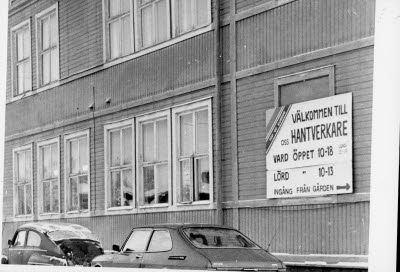 VÄLKOMMEN TILL
OSS HANTVERKARE
VARD ÖPPET 10-18
LÖRD " 10-13
INGÅNG FRÅN GÅRDEN